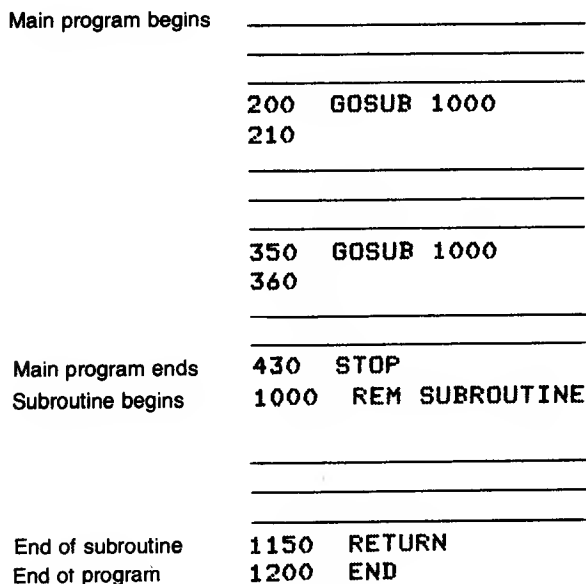 Main program begins
200 GOSUB 1000
210
350 GOSUB 1000
360
Main program ends 430 STOP
Subroutine begins 1000 REM SUBROUTINE
End of subroutine 1150 RETURN
End of program 1200 END